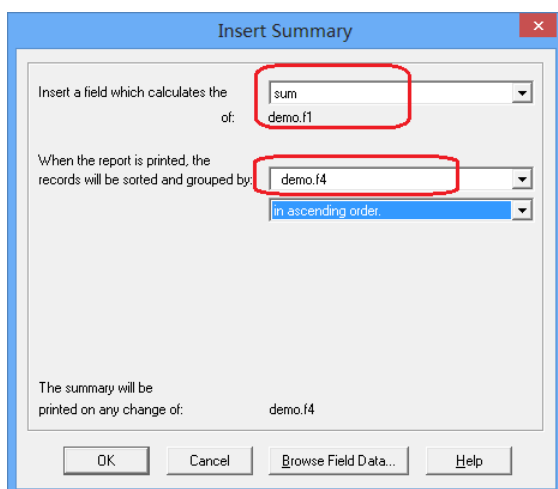 Insert Summary
Insert a field which calculates the sum
of: demo.f1
When the report is printed, the
records will be sorted and grouped by: demo.f4
in ascending order.
The summary will be
printed on any change of: demo.f4
OK Cancel Browse Field Data... Help